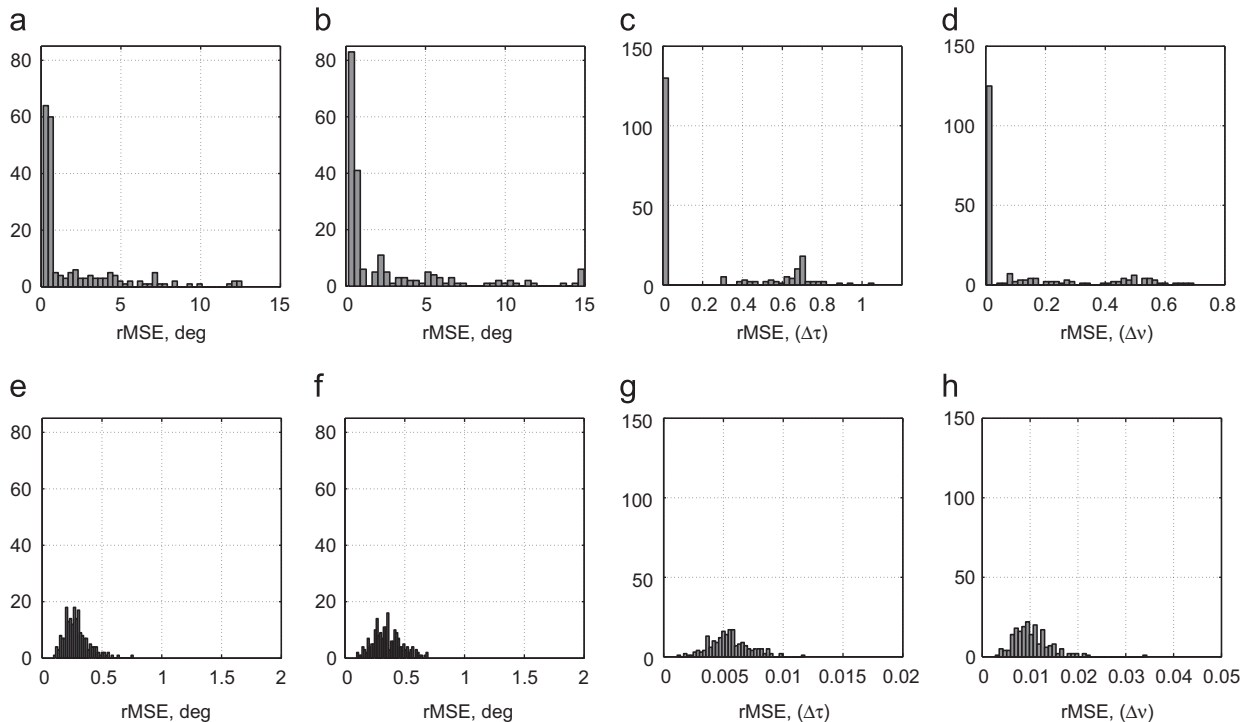 a
b
c
d
80
60
40
20
0
0 5 10 15
rMSE, deg
80
60
40
20
0
0 5 10 15
rMSE, deg
150
100
50
0
0 0.2 0.4 0.6 0.8 1
rMSE, (Δτ)
150
100
50
0
0 0.2 0.4 0.6 0.8
rMSE, (Δν)
e
f
g
h
80
60
40
20
0
0 0.5 1 1.5 2
rMSE, deg
80
60
40
20
0
0 0.5 1 1.5 2
rMSE, deg
150
100
50
0
0 0.005 0.01 0.015 0.02
rMSE, (Δτ)
150
100
50
0
0 0.01 0.02 0.03 0.04 0.05
rMSE, (Δν)